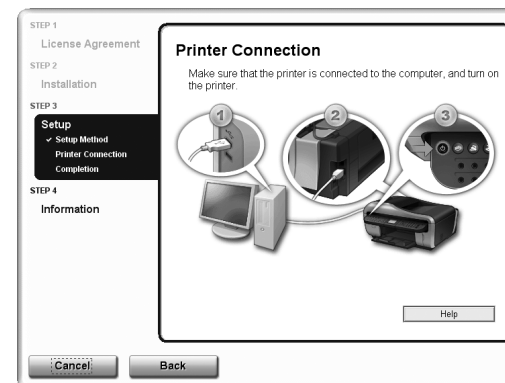 STEP 1
License Agreement
STEP 2
Installation
STEP 3
Setup
✓ Setup Method
Printer Connection
Completion
STEP 4
Information
Printer Connection
Make sure that the printer is connected to the computer, and turn on
the printer.
1
2
3
Help
Cancel
Back